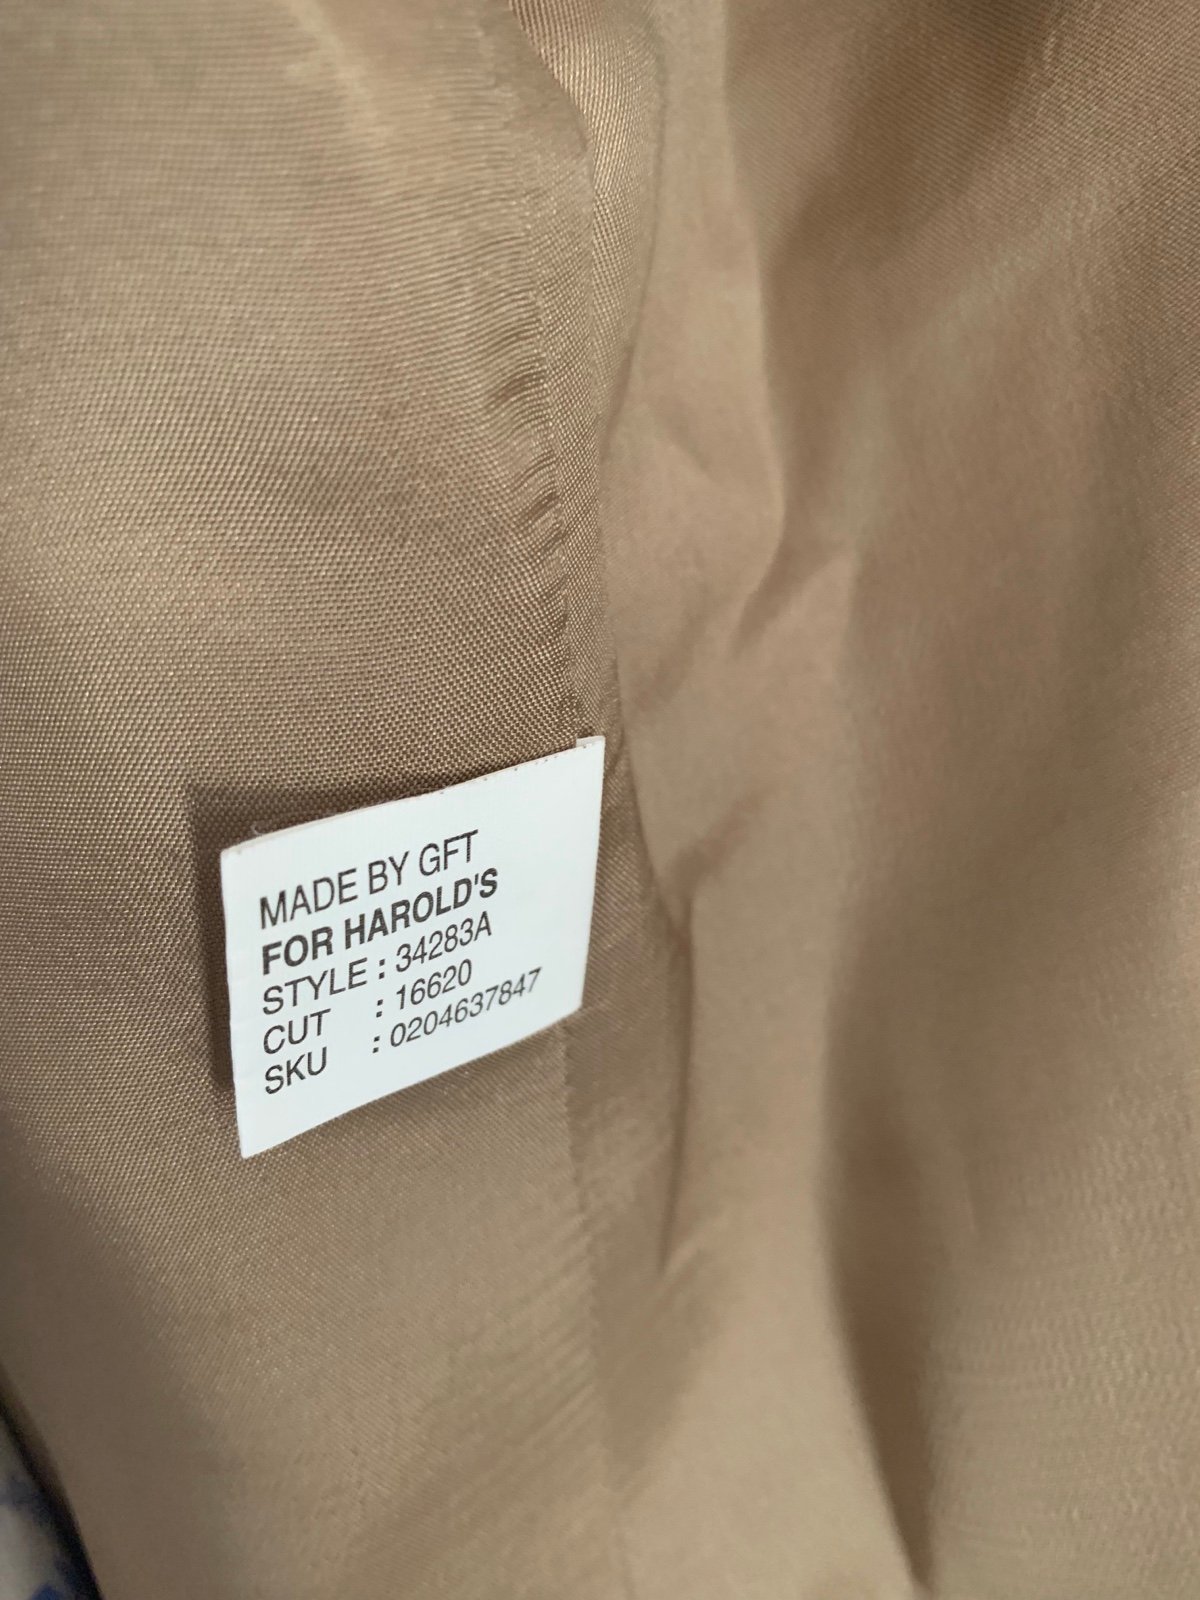 MADE BY GFT
FOR HAROLD'S
STYLE : 34283A
CUT : 16620
SKU : 0204637847